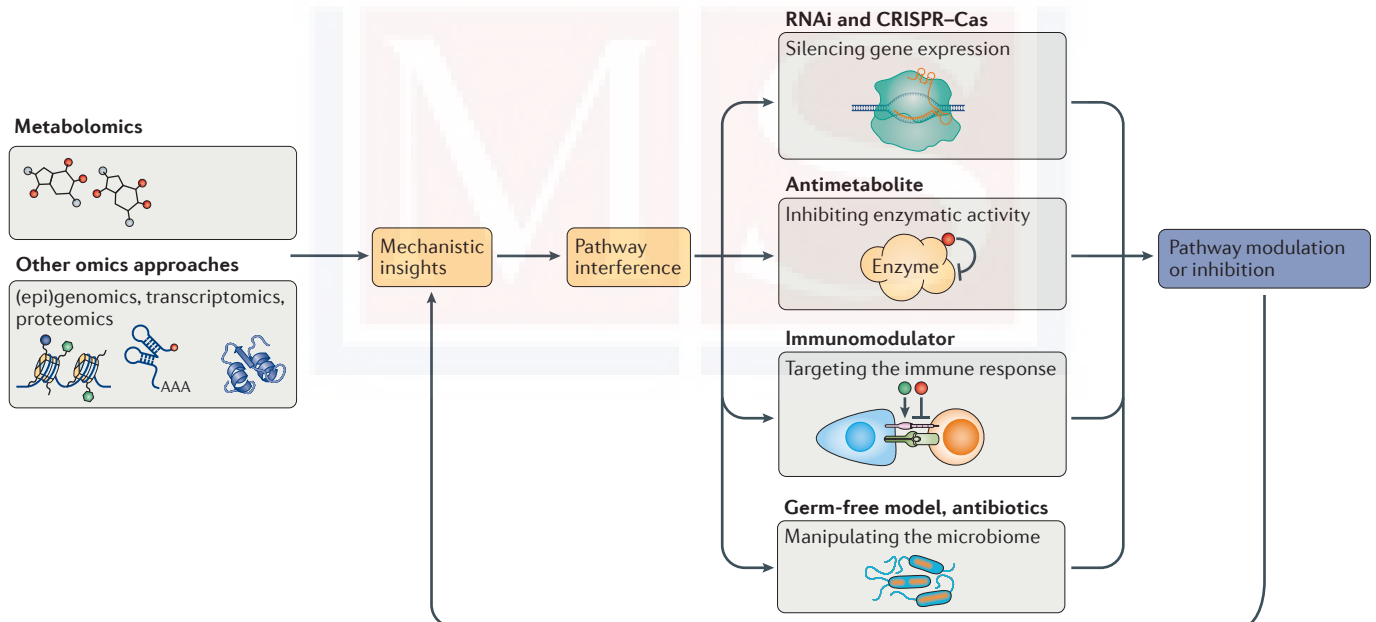 Metabolomics
Other omics approaches
(epi)genomics, transcriptomics,
proteomics
AAA
Mechanistic
insights
Pathway
interference
RNAi and CRISPR–Cas
Silencing gene expression
Antimetabolite
Inhibiting enzymatic activity
Enzyme
Immunomodulator
Targeting the immune response
Germ-free model, antibiotics
Manipulating the microbiome
Pathway modulation
or inhibition
MS